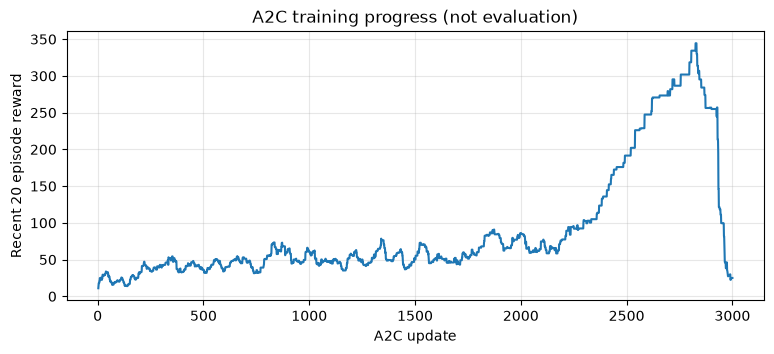 A2C training progress (not evaluation)
Recent 20 episode reward
350
300
250
200
150
100
50
0
0 500 1000 1500 2000 2500 3000
A2C update